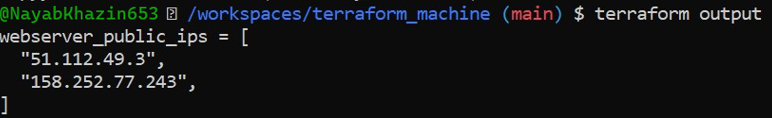 @NayabKhazin653 → /workspaces/terraform_machine (main) $ terraform output
webserver_public_ips = [
  "51.112.49.3",
  "158.252.77.243",
]